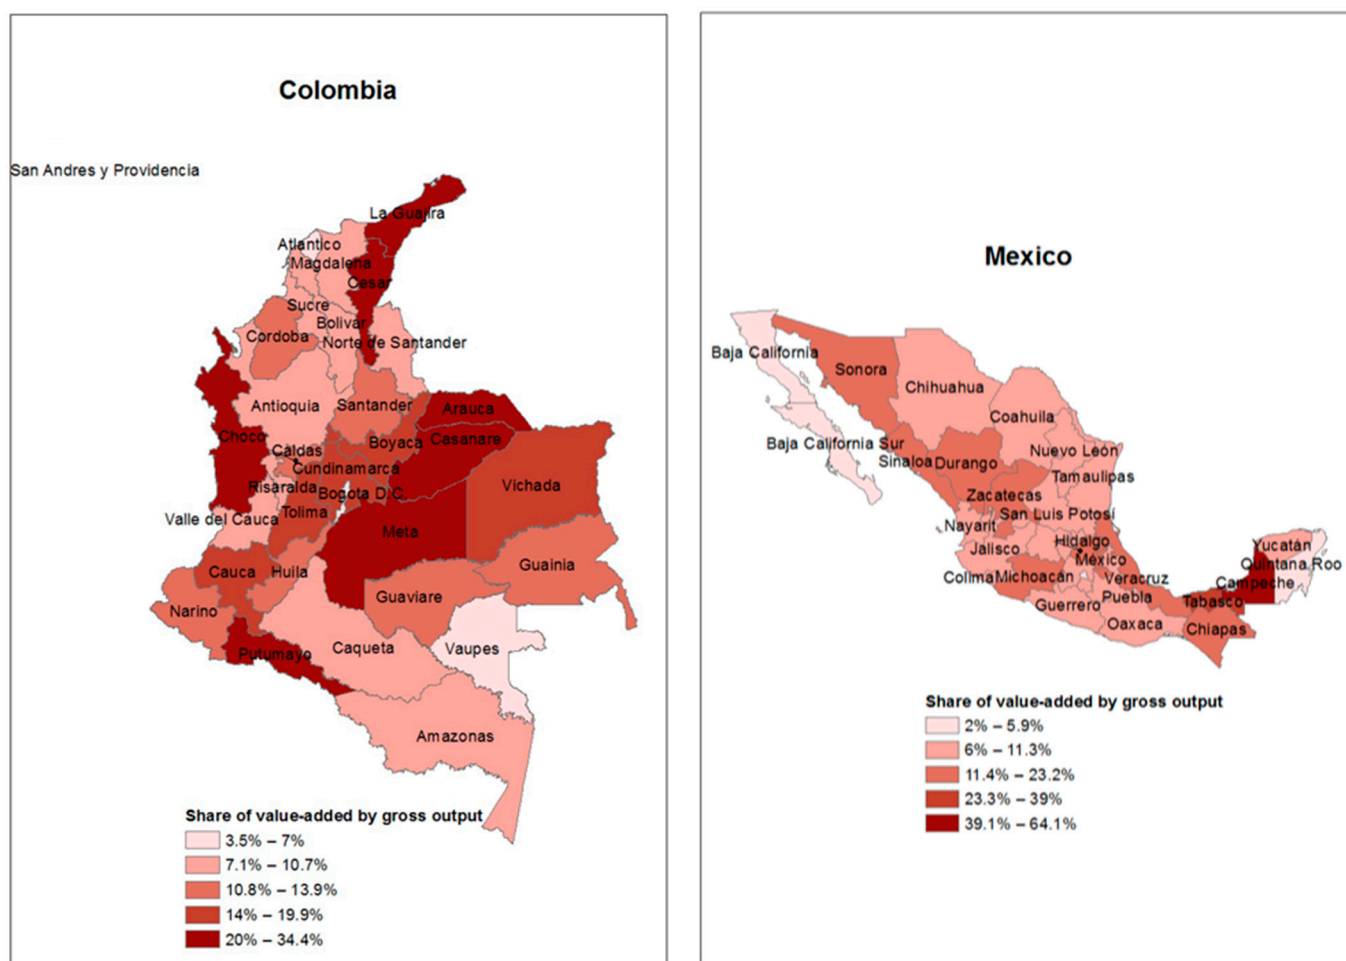 Colombia
San Andres y Providencia
La Guajira
Atlantico
Magdalena
Cesar
Sucre
Bolivar
Cordoba
Norte de Santander
Antioquia
Santander
Arauca
Choco
Boyaca
Casanare
Caldas
Cundinamarca
Risaralda
Bogota D.C.
Vichada
Tolima
Valle del Cauca
Meta
Cauca
Huila
Guainia
Guaviare
Narino
Putumayo
Caqueta
Vaupes
Amazonas
Share of value-added by gross output
3.5% – 7%
7.1% – 10.7%
10.8% – 13.9%
14% – 19.9%
20% – 34.4%
Mexico
Baja California
Sonora
Chihuahua
Coahuila
Baja California Sur
Sinaloa
Durango
Nuevo León
Tamaulipas
Zacatecas
San Luis Potosí
Nayarit
Jalisco
Hidalgo
México
Yucatán
Quintana Roo
Colima
Michoacán
Veracruz
Campeche
Puebla
Tabasco
Guerrero
Oaxaca
Chiapas
Share of value-added by gross output
2% – 5.9%
6% – 11.3%
11.4% – 23.2%
23.3% – 39%
39.1% – 64.1%